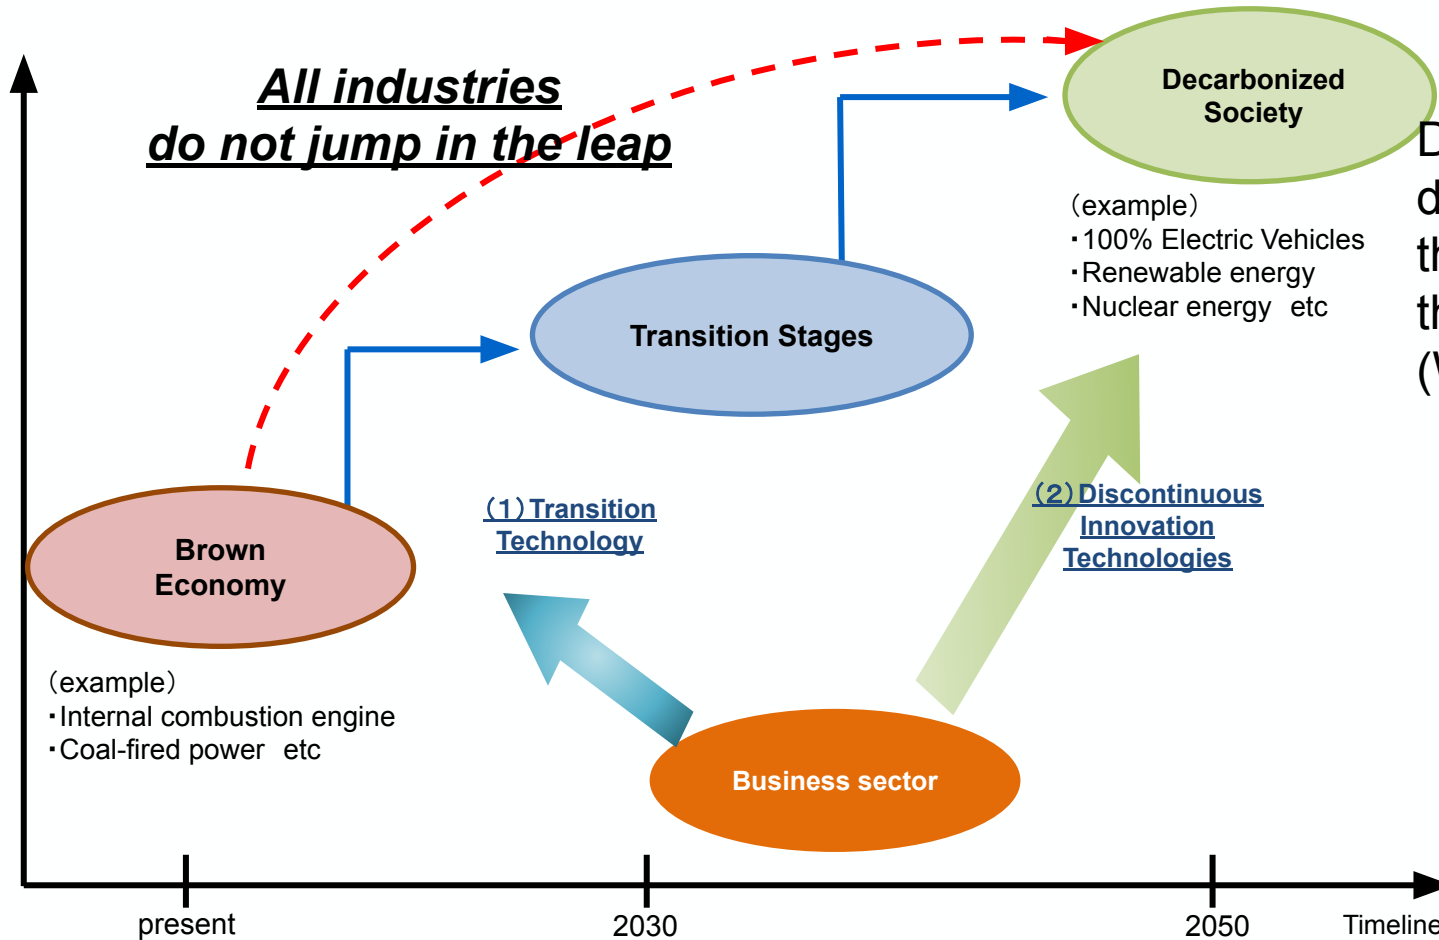 All industries
do not jump in the leap
Decarbonized
Society
（example）
・100% Electric Vehicles
・Renewable energy
・Nuclear energy  etc
Transition Stages
（1）Transition
Technology
（2）Discontinuous
Innovation
Technologies
Brown
Economy
（example）
・Internal combustion engine
・Coal-fired power  etc
Business sector
present
2030
2050
Timeline